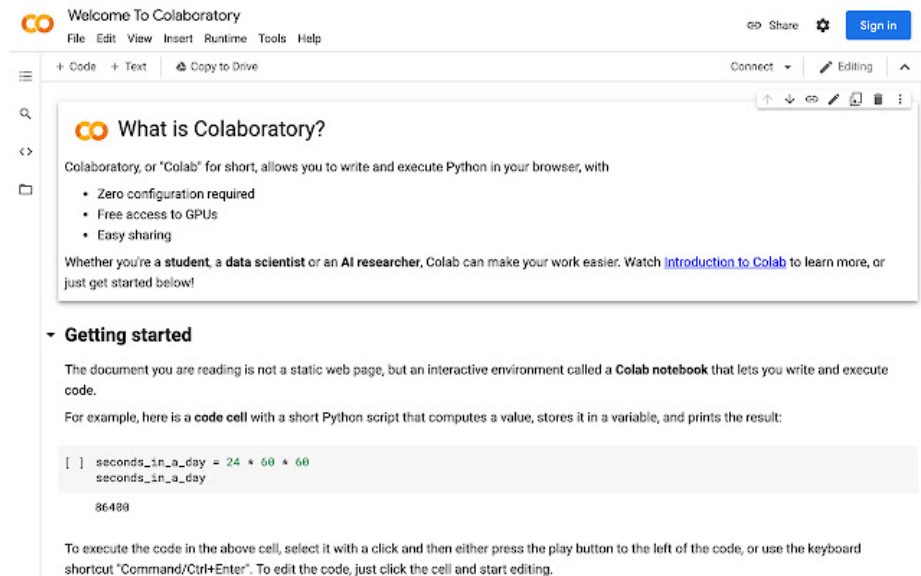 Welcome To Colaboratory
File Edit View Insert Runtime Tools Help
Share
Sign in
+ Code + Text Copy to Drive
Connect
Editing
CO What is Colaboratory?
Colaboratory, or "Colab" for short, allows you to write and execute Python in your browser, with
• Zero configuration required
• Free access to GPUs
• Easy sharing
Whether you're a student, a data scientist or an AI researcher, Colab can make your work easier. Watch Introduction to Colab to learn more, or
just get started below!
Getting started
The document you are reading is not a static web page, but an interactive environment called a Colab notebook that lets you write and execute
code.
For example, here is a code cell with a short Python script that computes a value, stores it in a variable, and prints the result:
[ ] seconds_in_a_day = 24 * 60 * 60
seconds_in_a_day
86400
To execute the code in the above cell, select it with a click and then either press the play button to the left of the code, or use the keyboard
shortcut "Command/Ctrl+Enter". To edit the code, just click the cell and start editing.